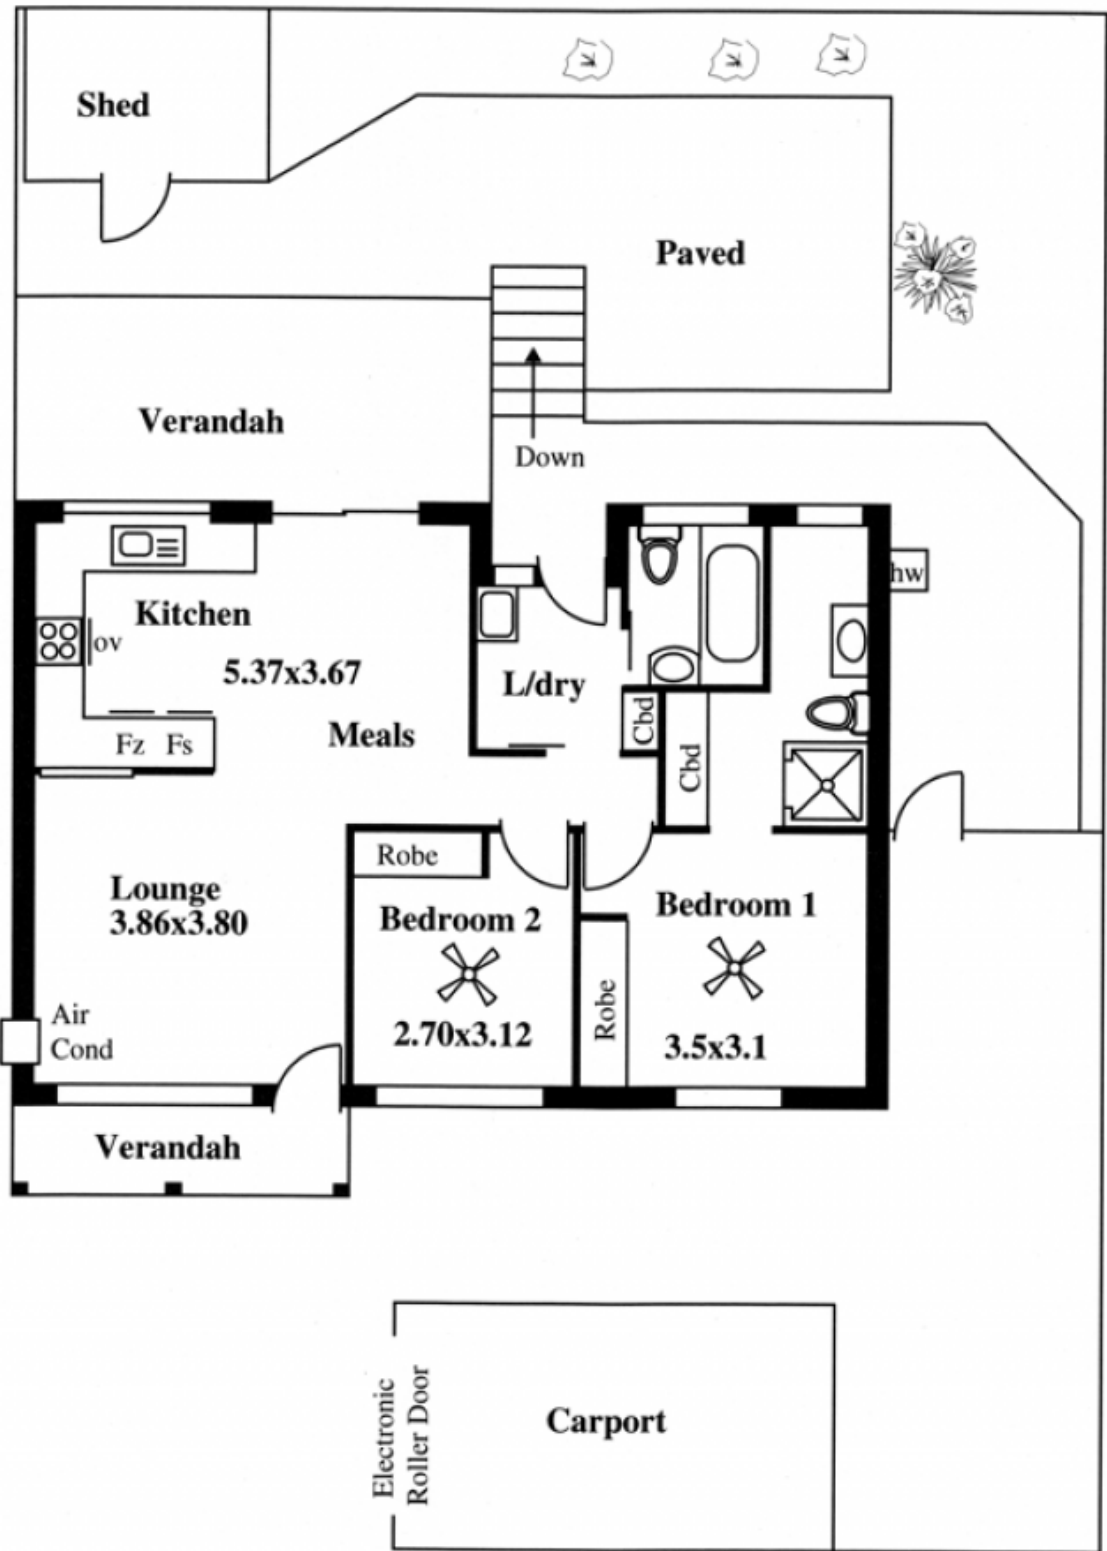 Shed
Paved
Verandah
Down
hw
Kitchen
ov
5.37x3.67
L/dry
Meals
Fz Fs
Cbd
Cbd
Robe
Lounge
3.86x3.80
Bedroom 2
Bedroom 1
Robe
Air
Cond
2.70x3.12
3.5x3.1
Verandah
Electronic
Roller Door
Carport